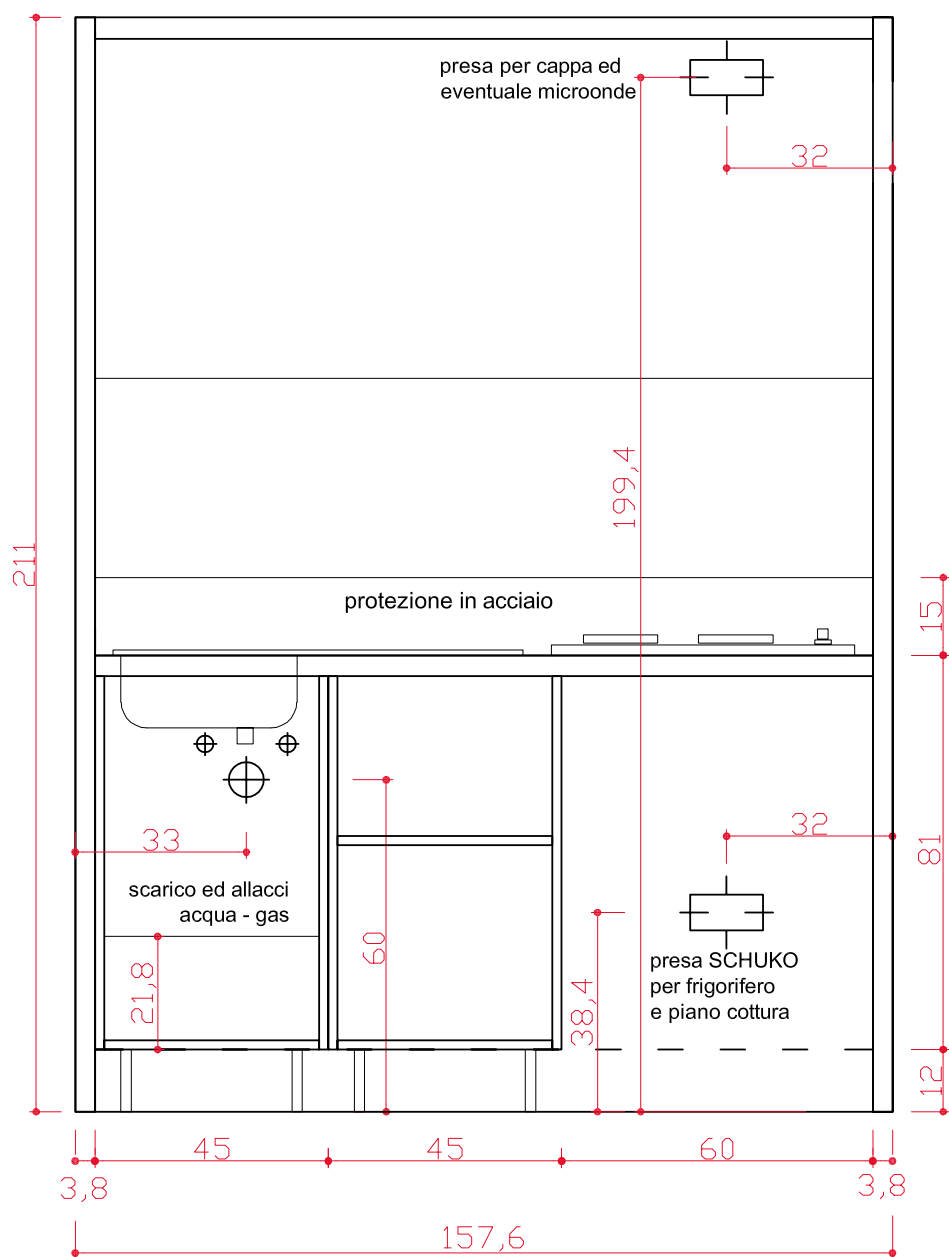 presa per cappa ed
eventuale microonde
32
199,4
211
protezione in acciaio
15
33
32
81
scarico ed allacci
acqua - gas
60
21,8
38,4
presa SCHUKO
per frigorifero
e piano cottura
12
45
45
60
3,8
3,8
157,6